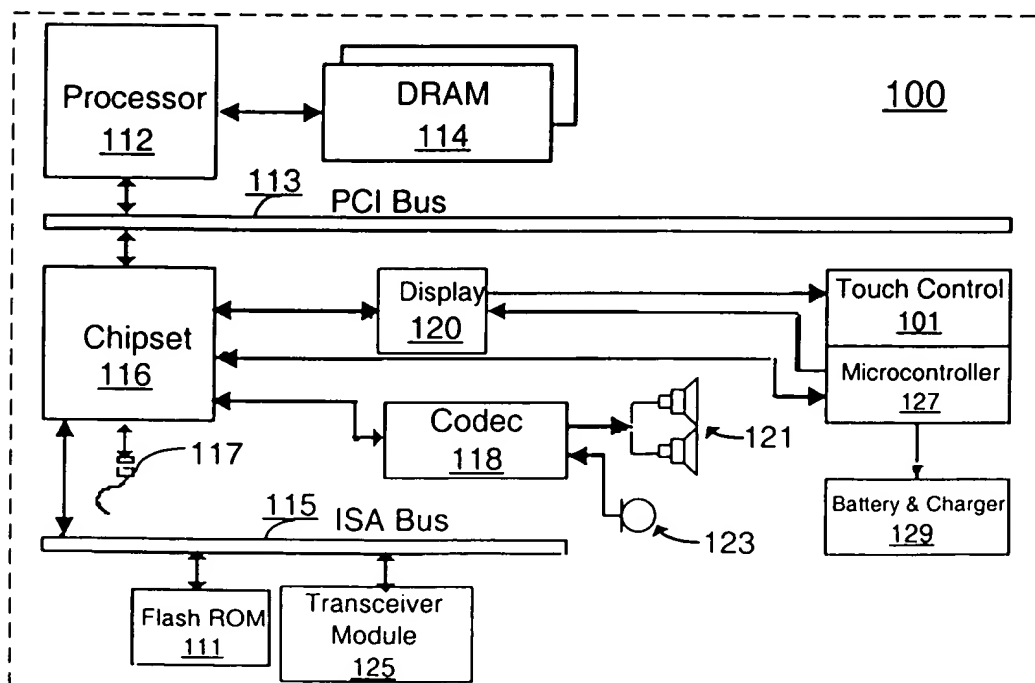 Processor
112
DRAM
114
100
113
PCI Bus
Chipset
116
Display
120
Touch Control
101
Microcontroller
127
Codec
118
121
117
123
Battery & Charger
129
115
ISA Bus
Flash ROM
111
Transceiver
Module
125